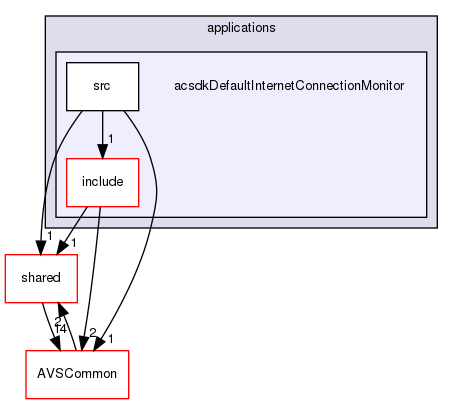 applications
src
acsdkDefaultInternetConnectionMonitor
1
include
1
1
shared
2
14
2
1
AVSCommon